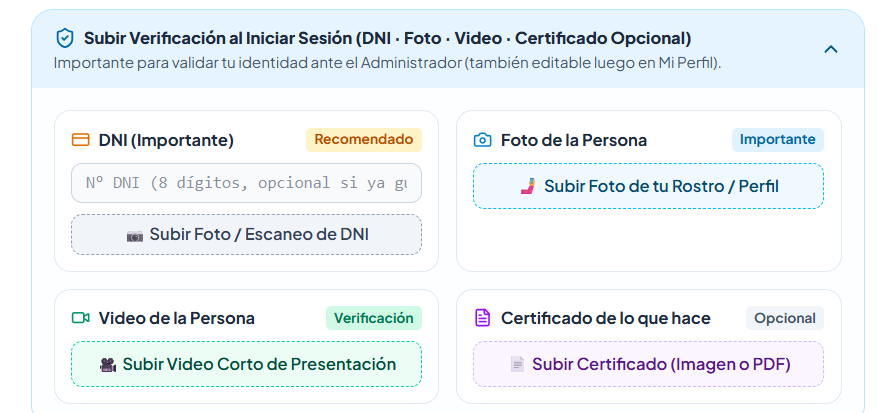 Subir Verificación al Iniciar Sesión (DNI · Foto · Video · Certificado Opcional)
Importante para validar tu identidad ante el Administrador (también editable luego en Mi Perfil).
DNI (Importante)
Recomendado
Nº DNI (8 dígitos, opcional si ya
Subir Foto / Escaneo de DNI
Foto de la Persona
Importante
Subir Foto de tu Rostro / Perfil
Video de la Persona
Verificación
Subir Video Corto de Presentación
Certificado de lo que hace
Opcional
Subir Certificado (Imagen o PDF)